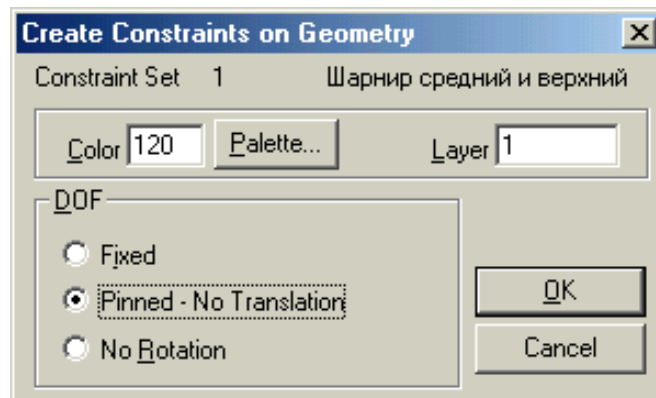 Create Constraints on Geometry
Constraint Set 1 Шарнир средний и верхний
Color 120 Palette... Layer 1
DOF
Fixed
Pinned - No Translation
No Rotation
OK
Cancel